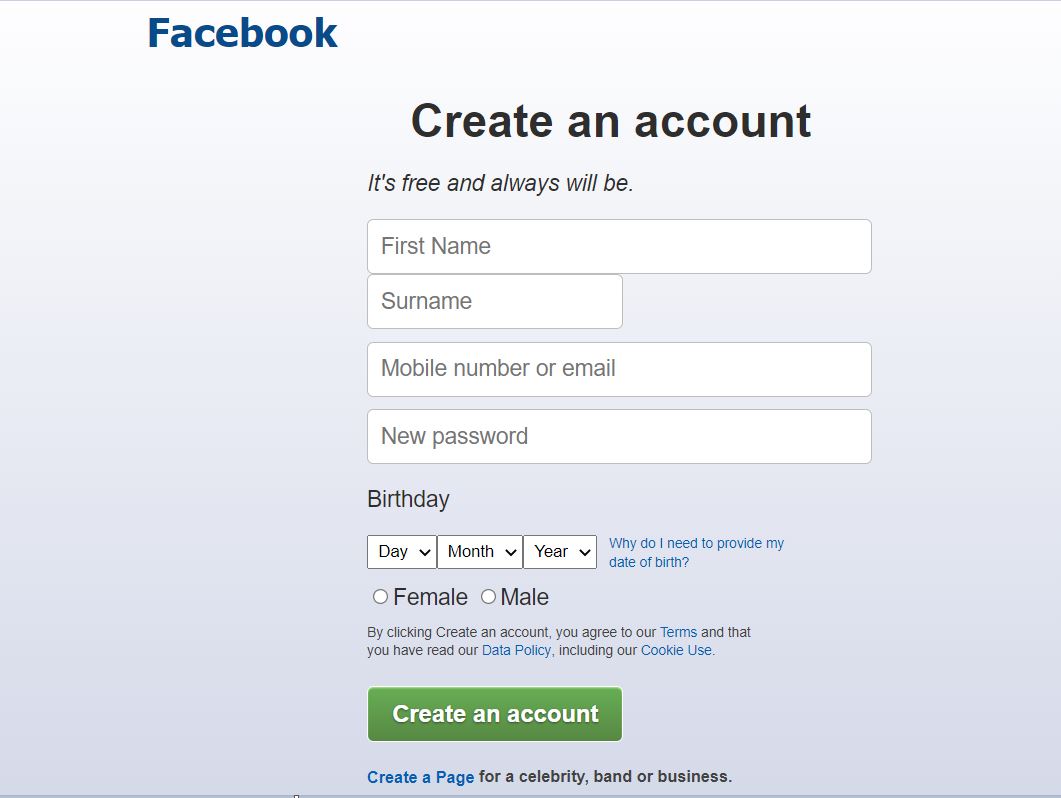 Facebook
Create an account
It's free and always will be.
First Name
Surname
Mobile number or email
New password
Birthday
Day Month Year Why do I need to provide my
date of birth?
Female Male
By clicking Create an account, you agree to our Terms and that
you have read our Data Policy, including our Cookie Use.
Create an account
Create a Page for a celebrity, band or business.